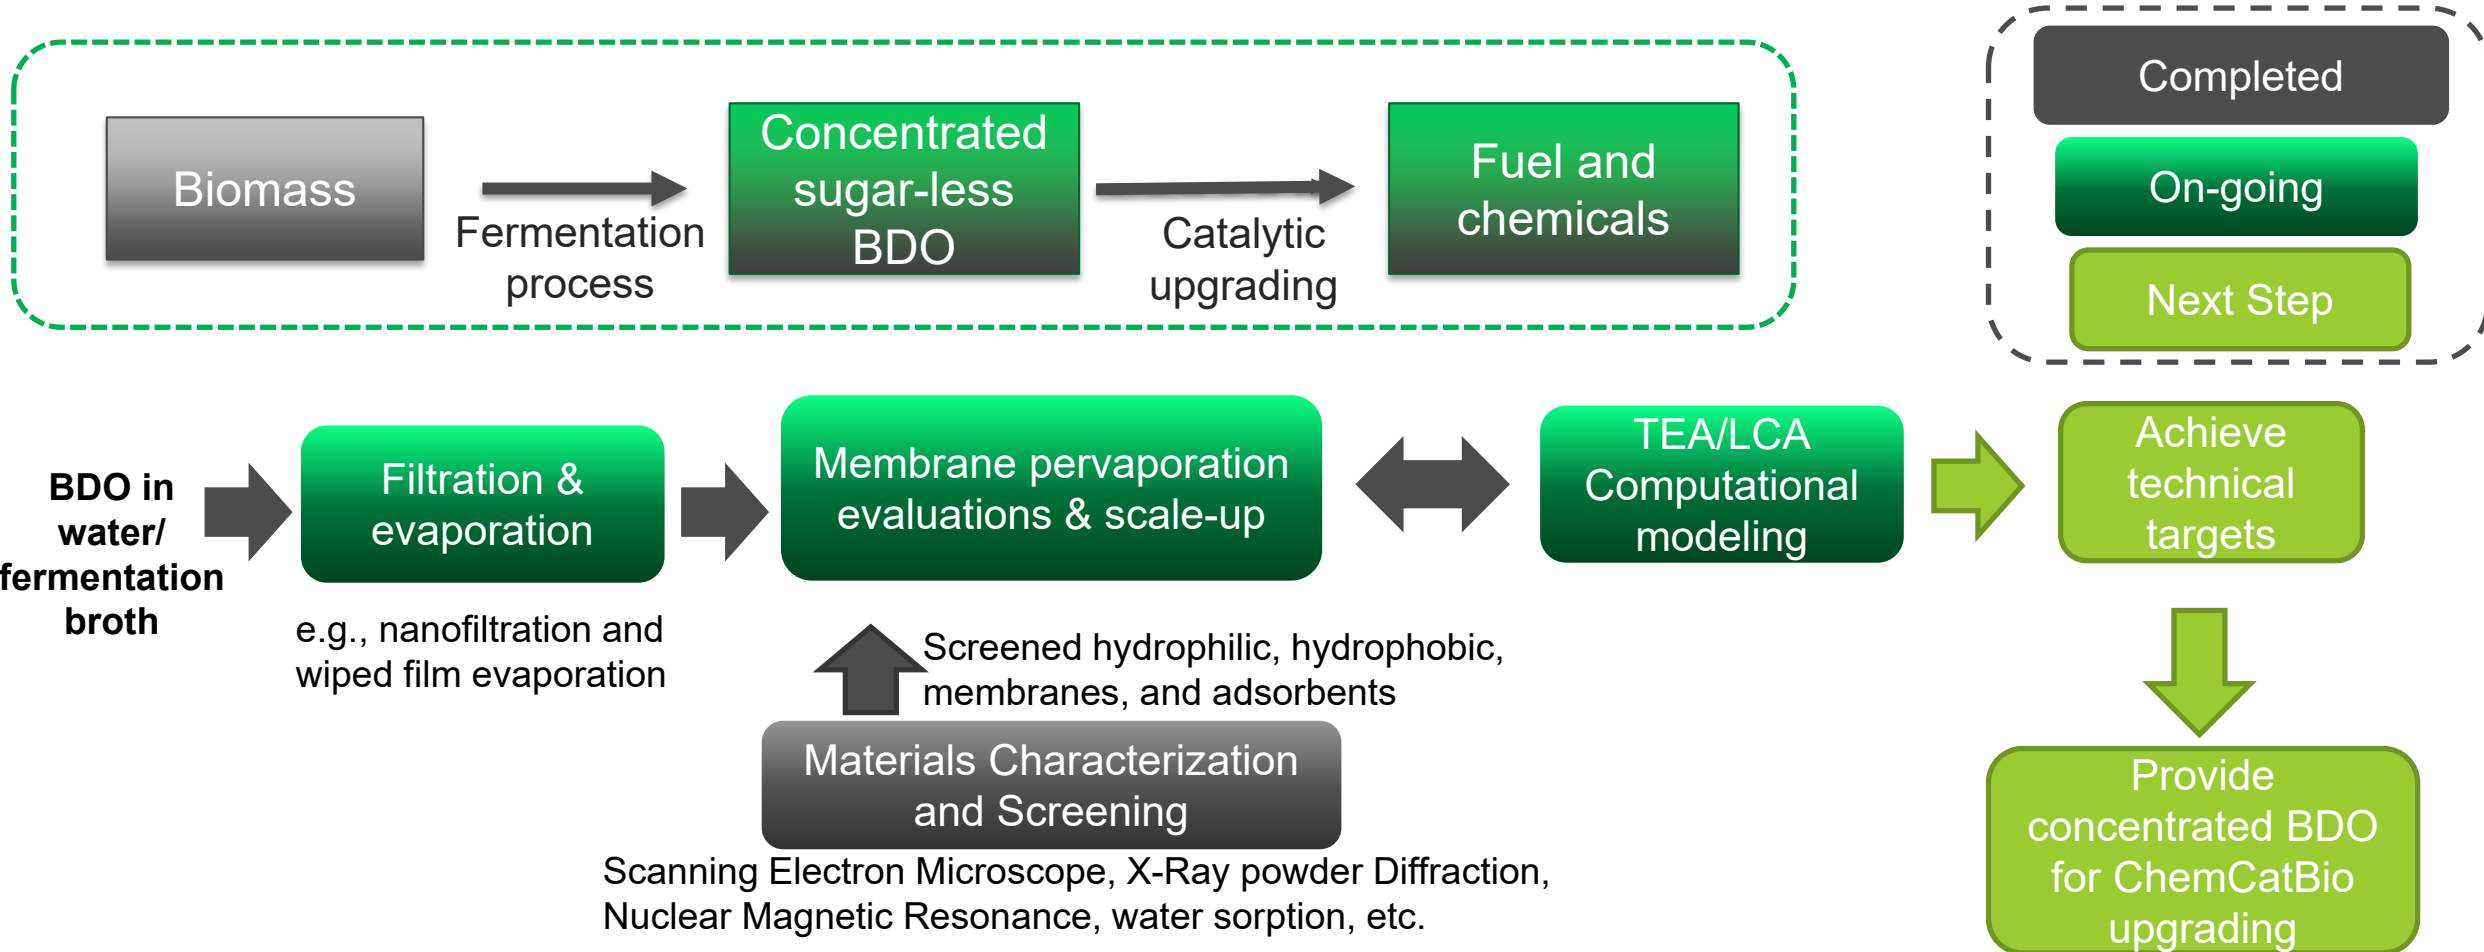 Biomass
Fermentation
process
Concentrated
sugar-less
BDO
Catalytic
upgrading
Fuel and
chemicals
Completed
On-going
Next Step
BDO in
water/
fermentation
broth
Filtration &
evaporation
e.g., nanofiltration and
wiped film evaporation
Membrane pervaporation
evaluations & scale-up
Screened hydrophilic, hydrophobic,
membranes, and adsorbents
Materials Characterization
and Screening
Scanning Electron Microscope, X-Ray powder Diffraction,
Nuclear Magnetic Resonance, water sorption, etc.
TEA/LCA
Computational
modeling
Achieve
technical
targets
Provide
concentrated BDO
for ChemCatBio
upgrading